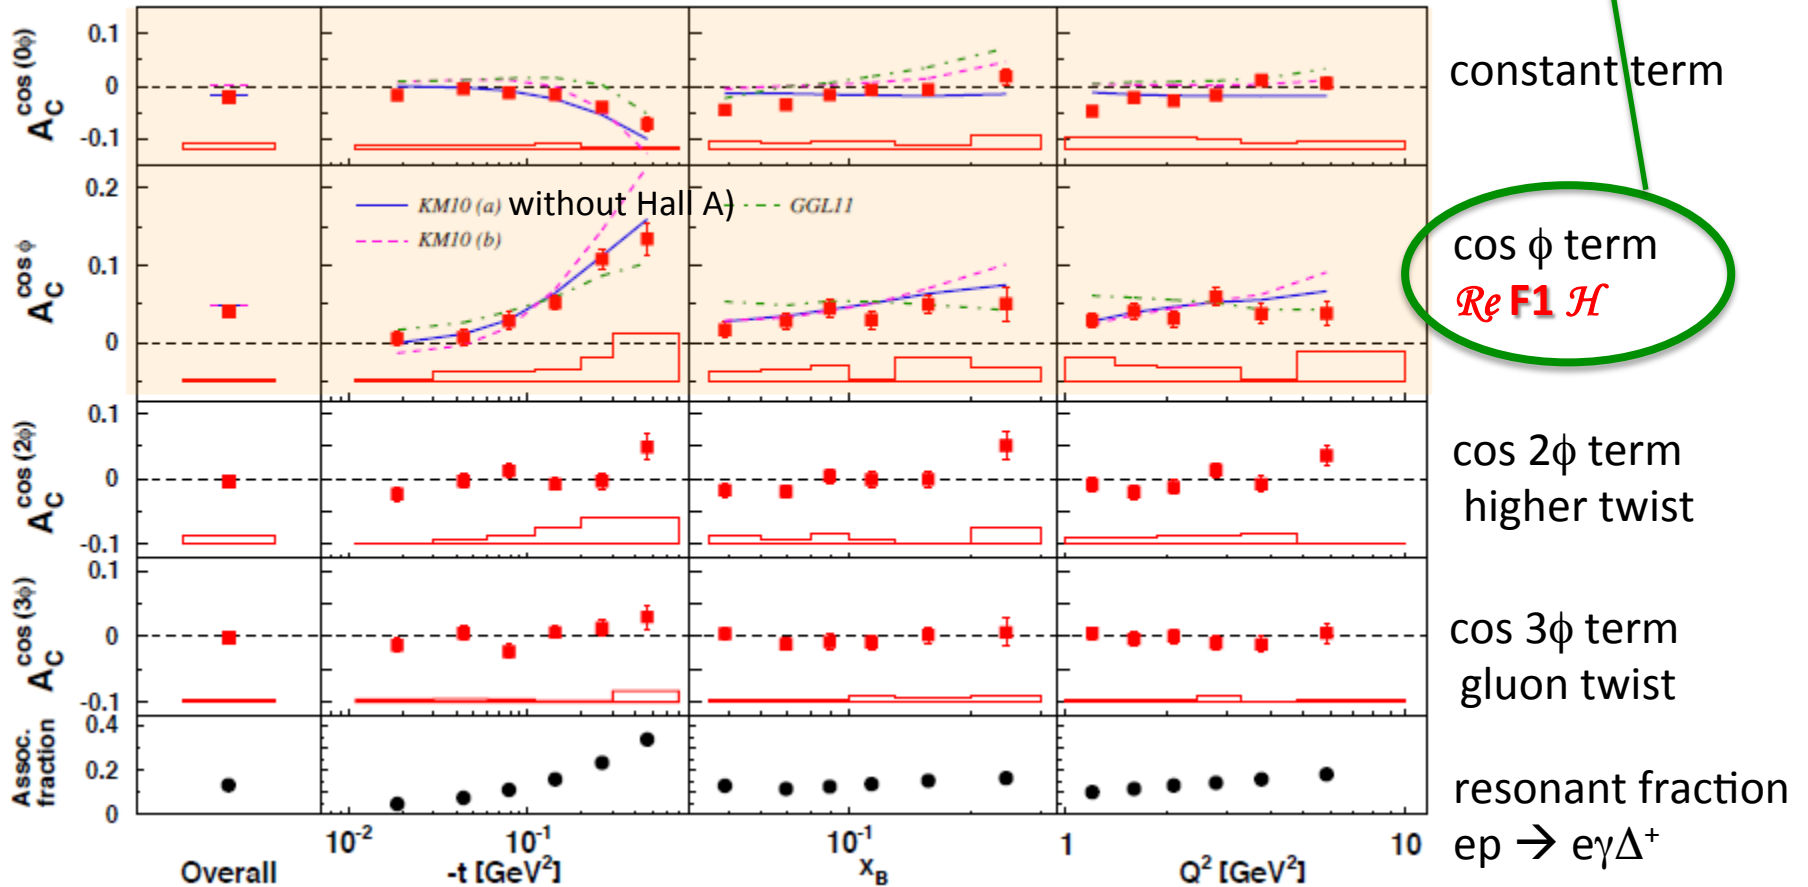 0.1
0
-0.1
A_C^cos (0ϕ)
constant term
0.2
0.1
0
A_C^cos ϕ
KM10 (a) without Hall A)
GGL11
KM10 (b)
cos ϕ term
Re F1 H
0.1
0
-0.1
A_C^cos (2ϕ)
cos 2ϕ term
higher twist
0.1
0
-0.1
A_C^cos (3ϕ)
cos 3ϕ term
gluon twist
0.4
0.2
0
Assoc.
fraction
resonant fraction
ep → eγΔ⁺
10⁻² 10⁻¹ 10⁻¹ 1 10
Overall -t [GeV²] x_B Q² [GeV²]